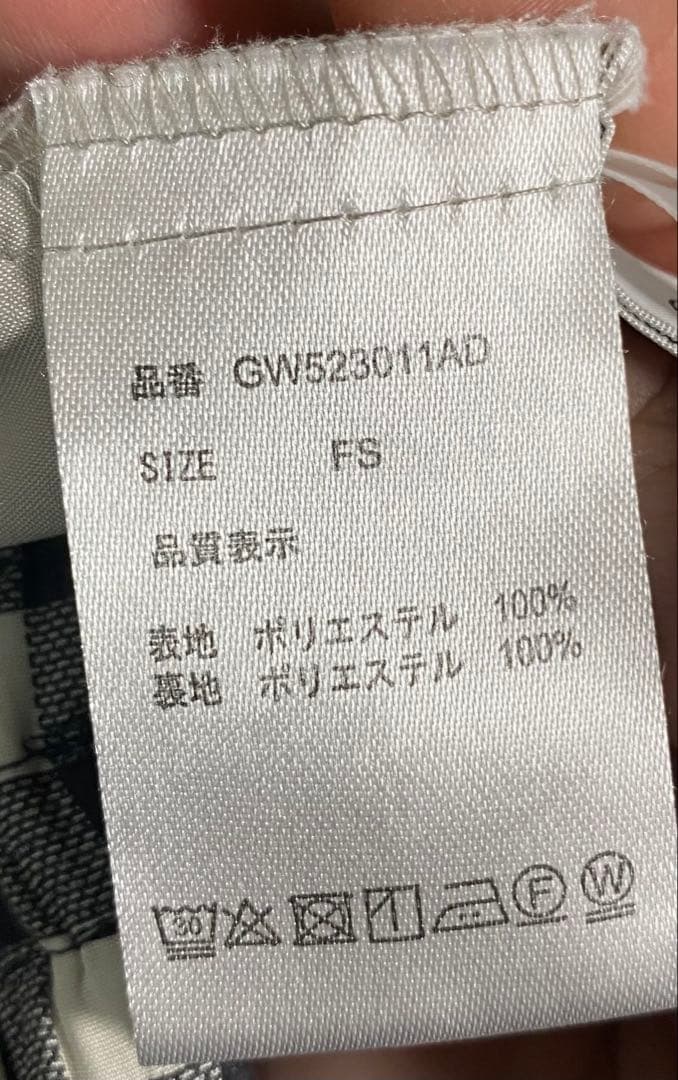 品番 GW523011AD
SIZE FS
品質表示
表地 ポリエステル 100%
裏地 ポリエステル 100%
30 F W